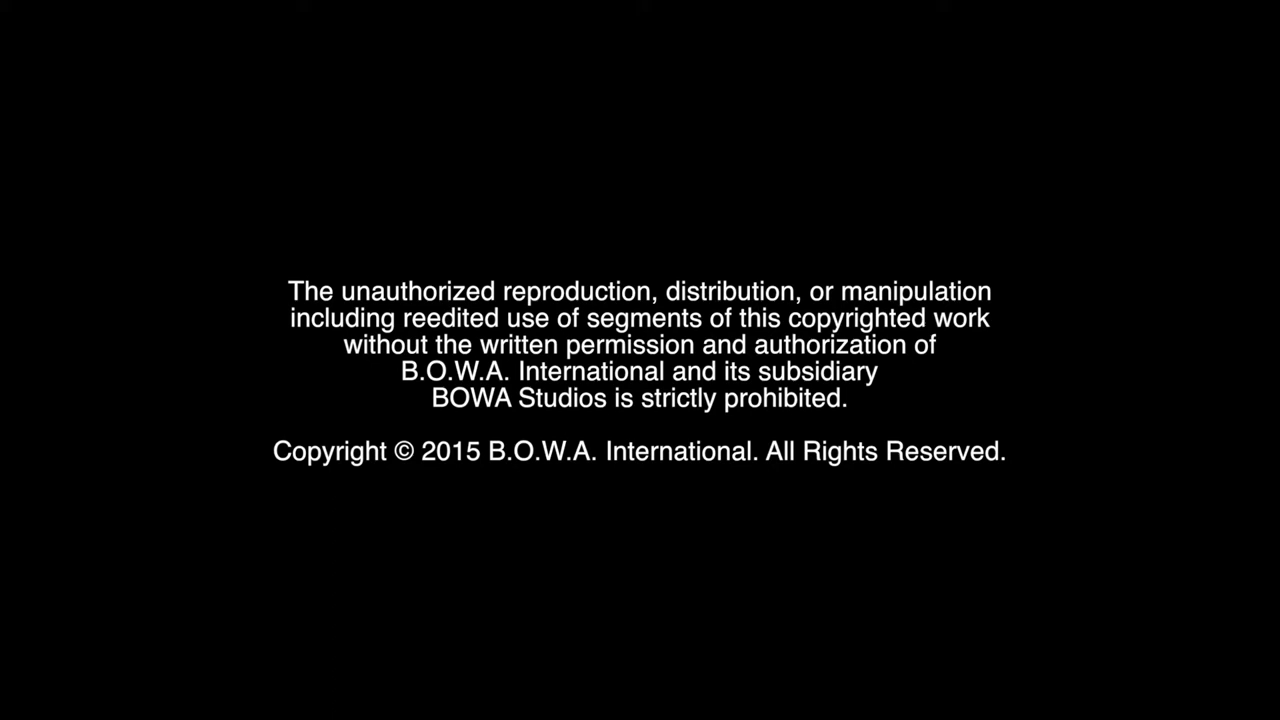 The unauthorized reproduction, distribution, or manipulation
including reedited use of segments of this copyrighted work
without the written permission and authorization of
B.O.W.A. International and its subsidiary
BOWA Studios is strictly prohibited.
Copyright © 2015 B.O.W.A. International. All Rights Reserved.